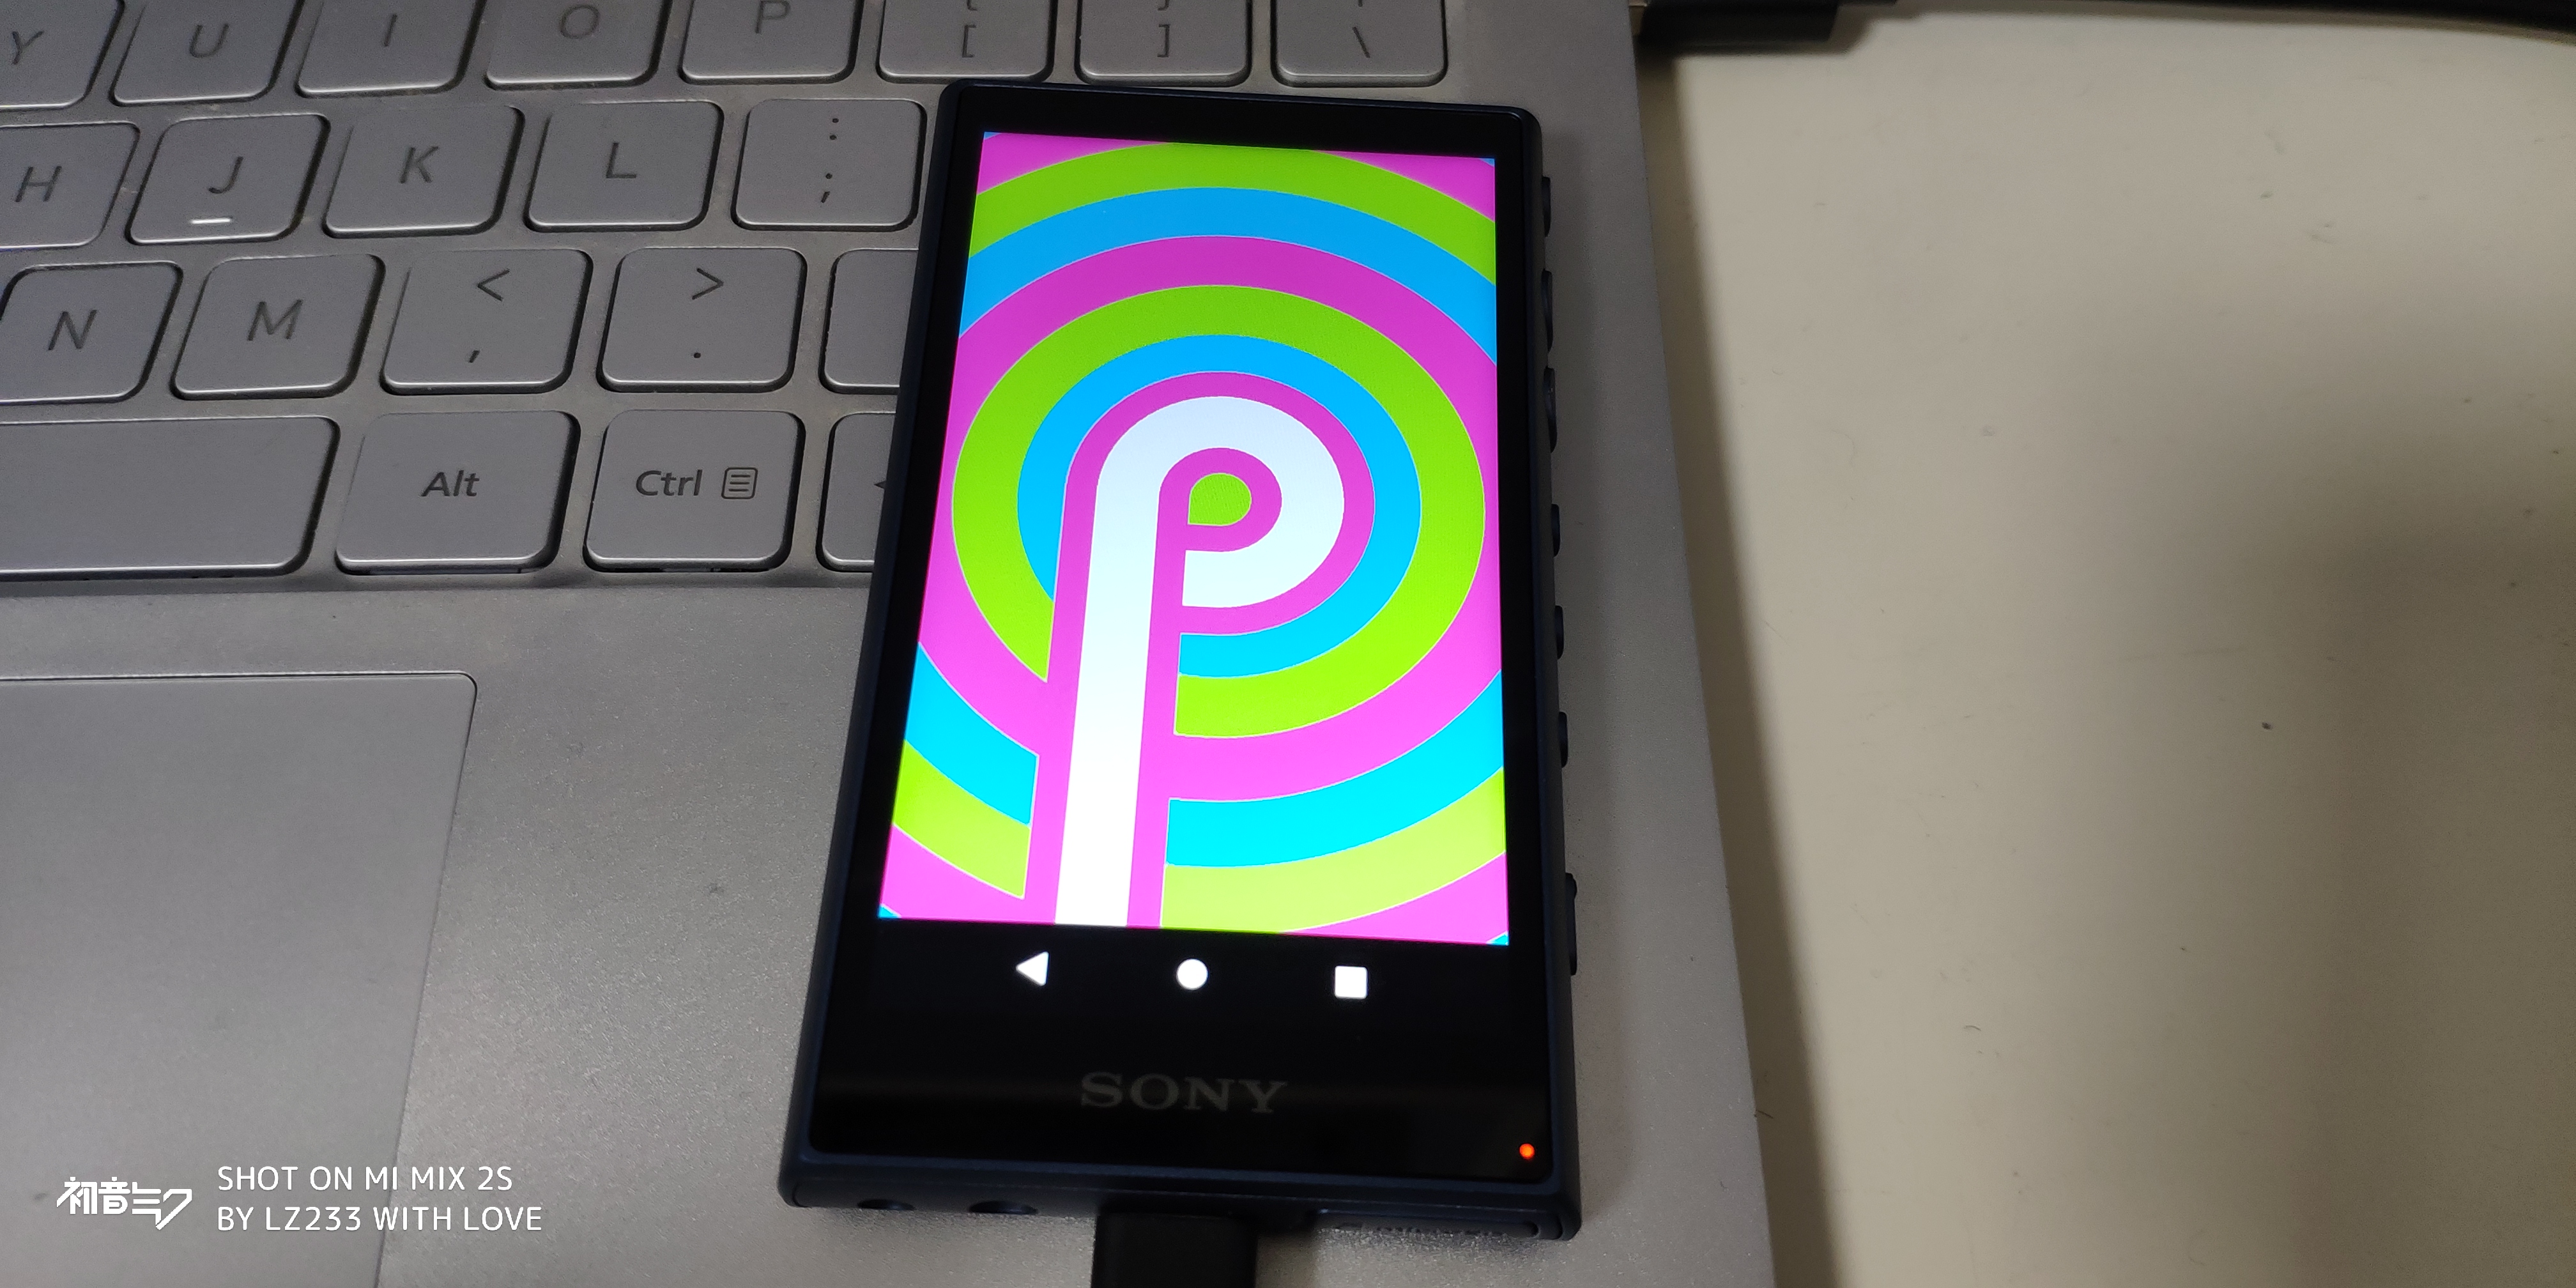 Y U I O P { [ } ] | \
H J K L : ;
N M < , > .
Alt Ctrl
P
SONY
初音ミク
SHOT ON MI MIX 2S
BY LZ233 WITH LOVE